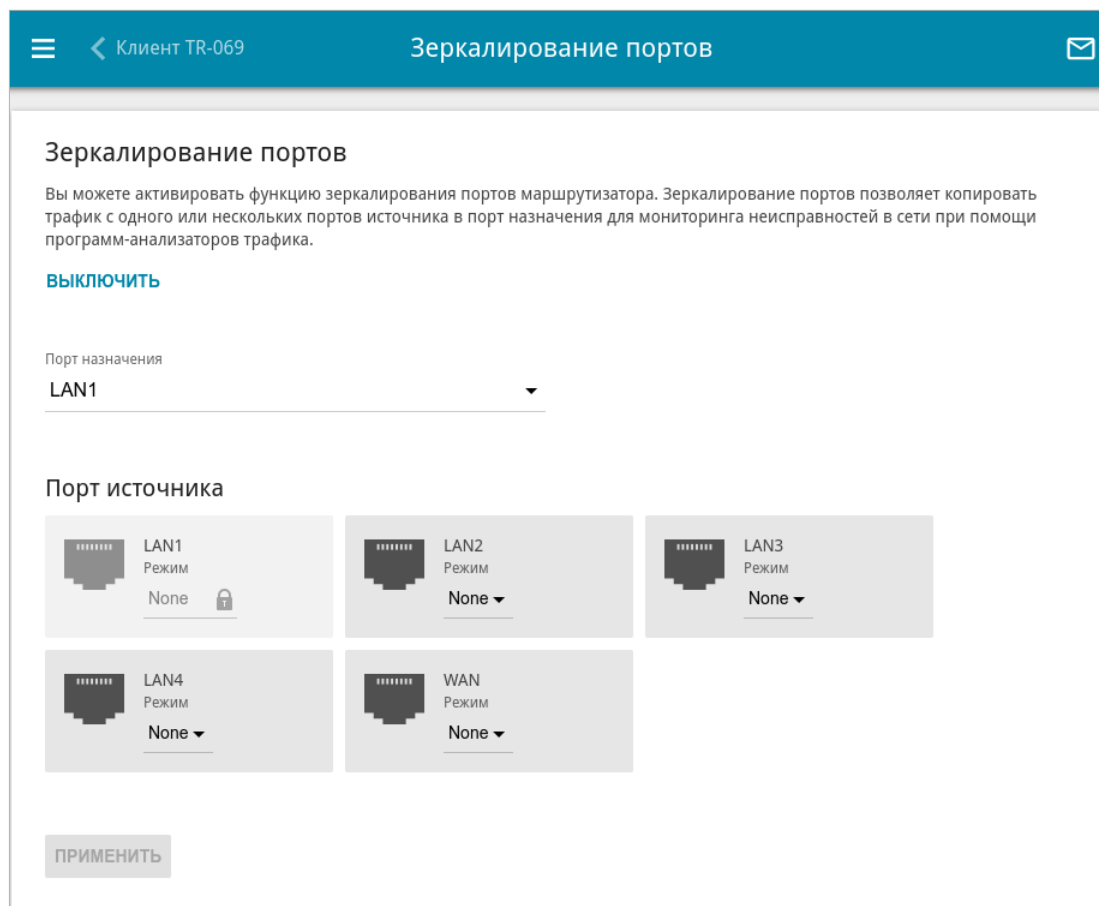 Клиент TR-069
Зеркалирование портов
Зеркалирование портов
Вы можете активировать функцию зеркалирования портов маршрутизатора. Зеркалирование портов позволяет копировать
трафик с одного или нескольких портов источника в порт назначения для мониторинга неисправностей в сети при помощи
программ-анализаторов трафика.
ВЫКЛЮЧИТЬ
Порт назначения
LAN1
Порт источника
LAN1
Режим
None
LAN2
Режим
None
LAN3
Режим
None
LAN4
Режим
None
WAN
Режим
None
ПРИМЕНИТЬ